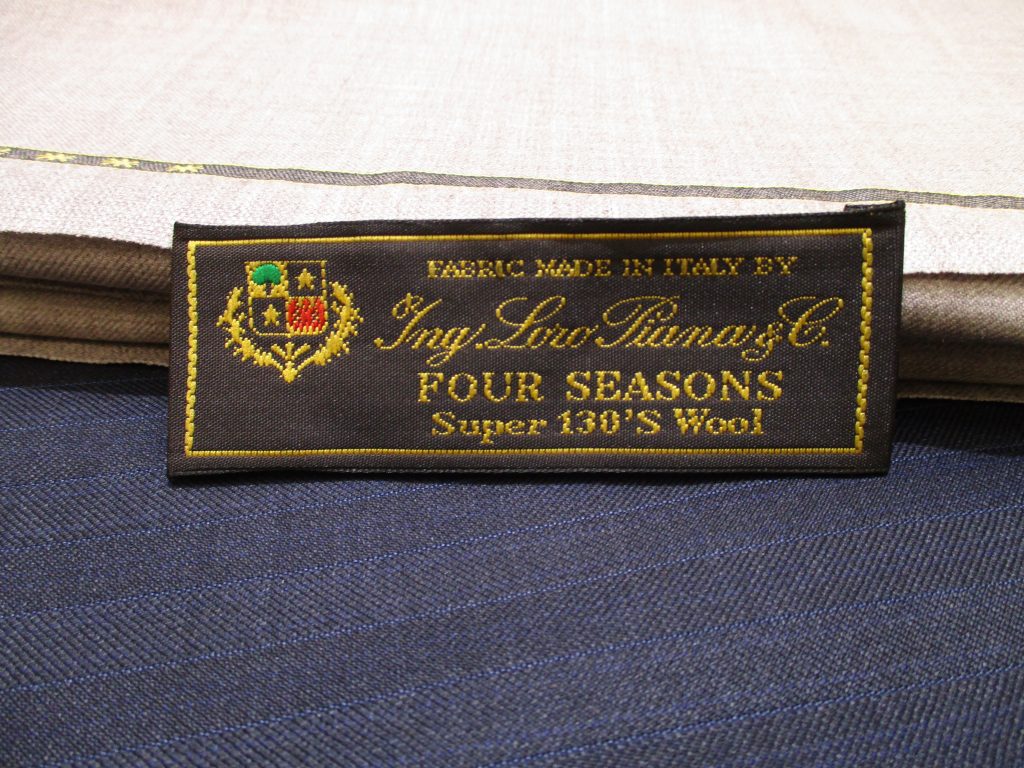 FABRIC MADE IN ITALY BY
Ing. Loro Piana & C.
FOUR SEASONS
Super 130'S Wool